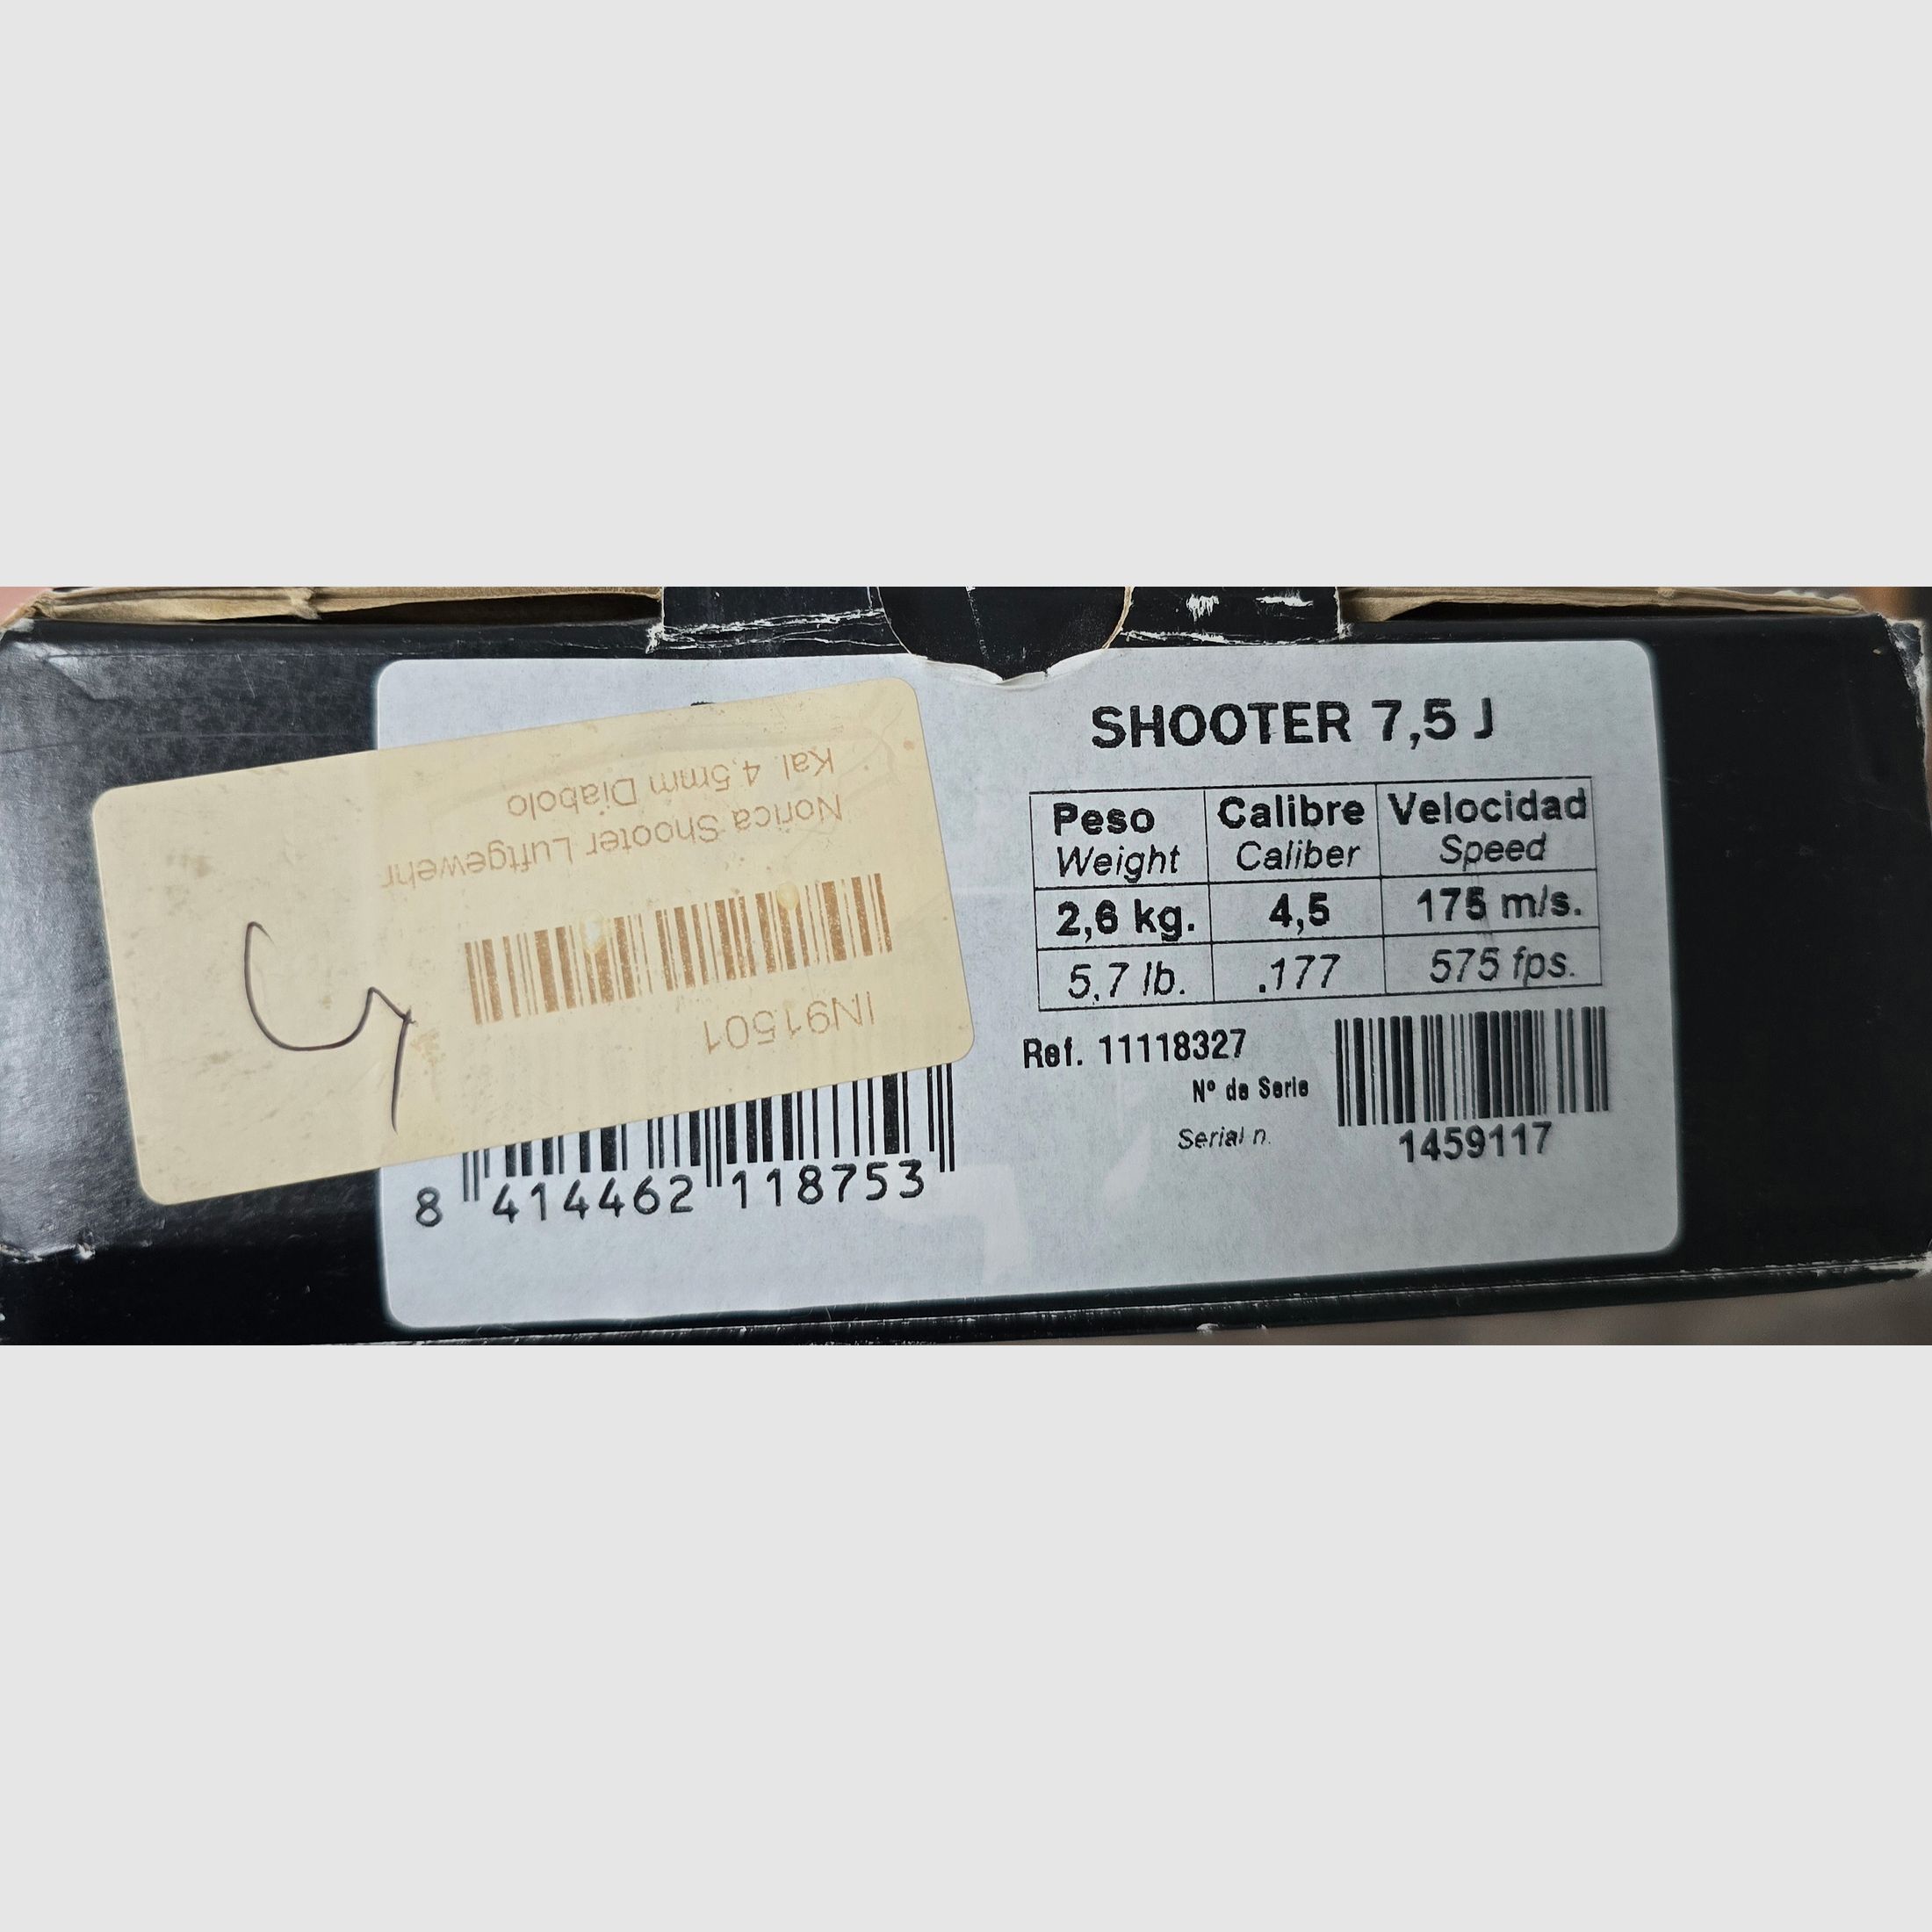 Norica Shooter Luftgewehr
Kal. 4,5mm Diabolo
IN91501
8 414462 118753
SHOOTER 7,5 J
Peso Calibre Velocidad
Weight Caliber Speed
2,6 kg. 4,5 175 m/s.
5,7 lb. .177 575 fps.
Ref. 11118327
Nº de Serie
Serial n.
1459117